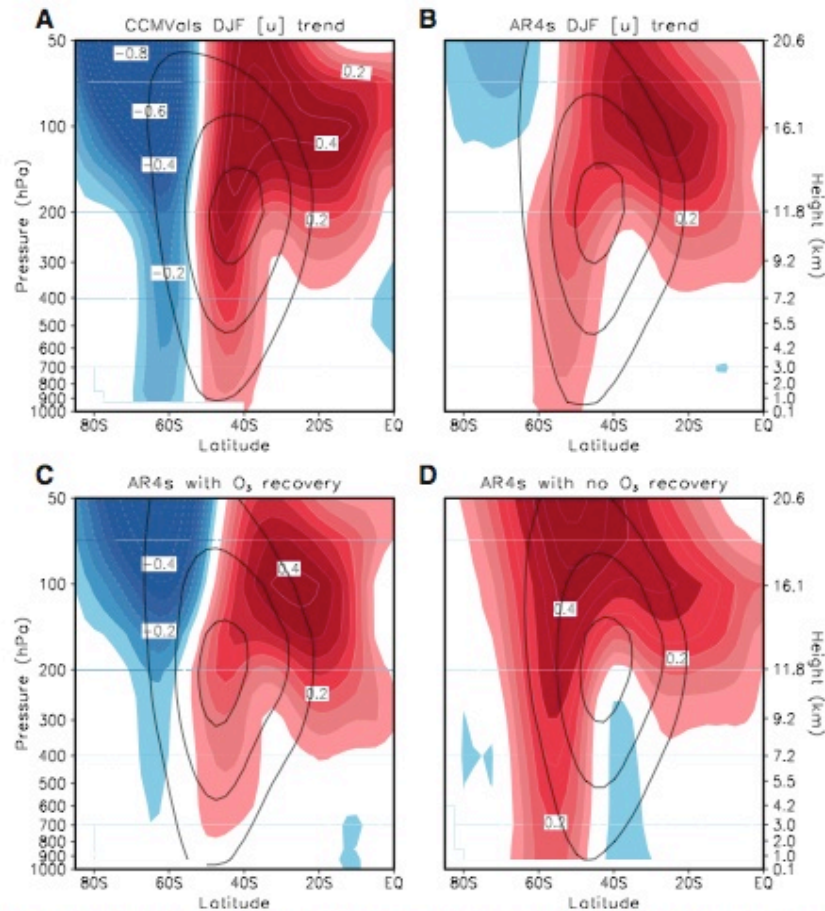 A
CCMVals DJF [u] trend
50
100
200
300
400
500
600
700
800
900
1000
Pressure (hPa)
80S 60S 40S 20S EQ
Latitude
−0.8
−0.6
−0.4
−0.2
0.2
0.4
0.2
B
AR4s DJF [u] trend
20.6
16.1
11.8
9.2
7.2
5.5
4.2
3.0
2.0
1.0
0.1
Height (km)
80S 60S 40S 20S EQ
Latitude
0.2
C
AR4s with O₃ recovery
50
100
200
300
400
500
600
700
800
900
1000
Pressure (hPa)
80S 60S 40S 20S EQ
Latitude
−0.4
−0.2
0.4
0.2
D
AR4s with no O₃ recovery
20.6
16.1
11.8
9.2
7.2
5.5
4.2
3.0
2.0
1.0
0.1
Height (km)
80S 60S 40S 20S EQ
Latitude
0.4
0.2
0.2